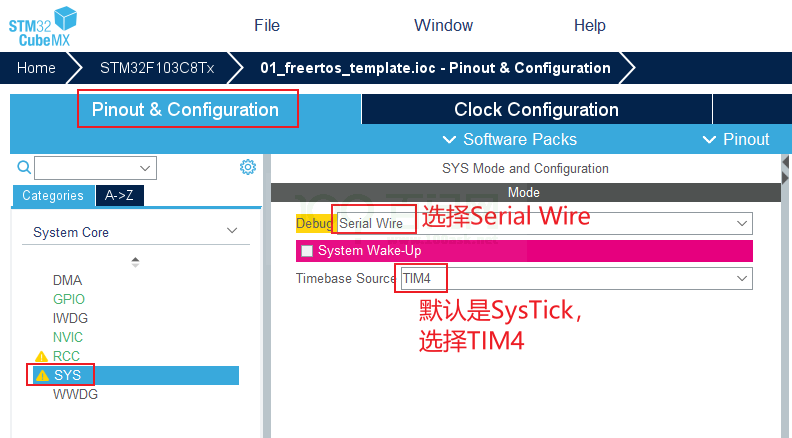 STM32
CubeMX
File
Window
Help
Home
STM32F103C8Tx
01_freertos_template.ioc - Pinout & Configuration
Pinout & Configuration
Clock Configuration
Software Packs
Pinout
SYS Mode and Configuration
Categories
A->Z
Mode
System Core
Debug Serial Wire
选择Serial Wire
System Wake-Up
Timebase Source TIM4
默认是SysTick，
选择TIM4
DMA
GPIO
IWDG
NVIC
RCC
SYS
WWDG